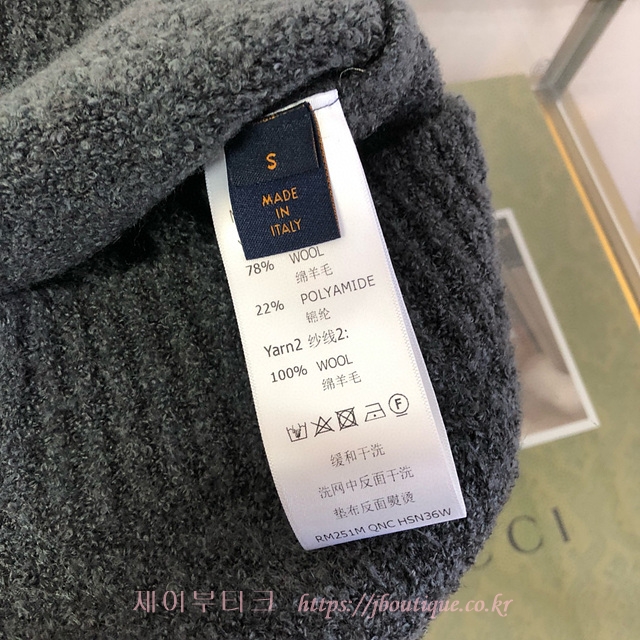 S
MADE
IN
ITALY
78% WOOL
绵羊毛
22% POLYAMIDE
锦纶
Yarn2 纱线2:
100% WOOL
绵羊毛
F
缓和干洗
洗网中反面干洗
垫布反面熨烫
RM251M QNC HSN36W
CCI
제이부티크 https://jboutique.co.kr